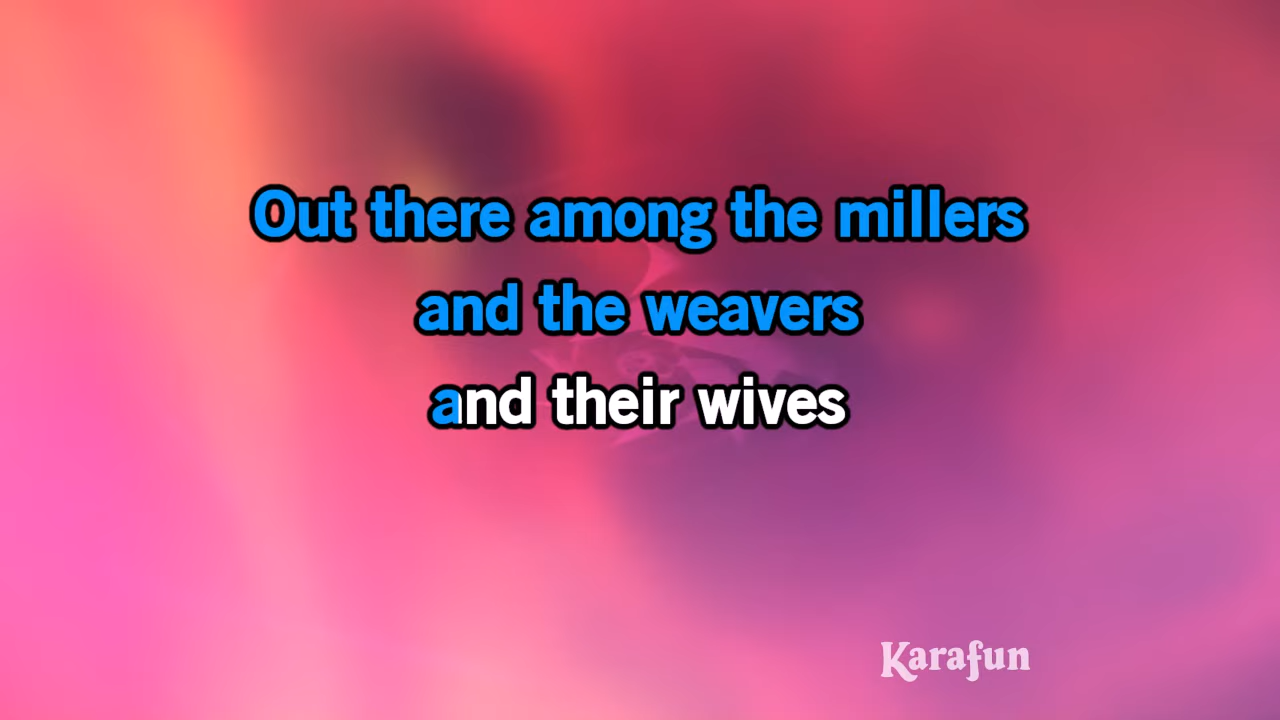 Out there among the millers
and the weavers
and their wives
Karafun